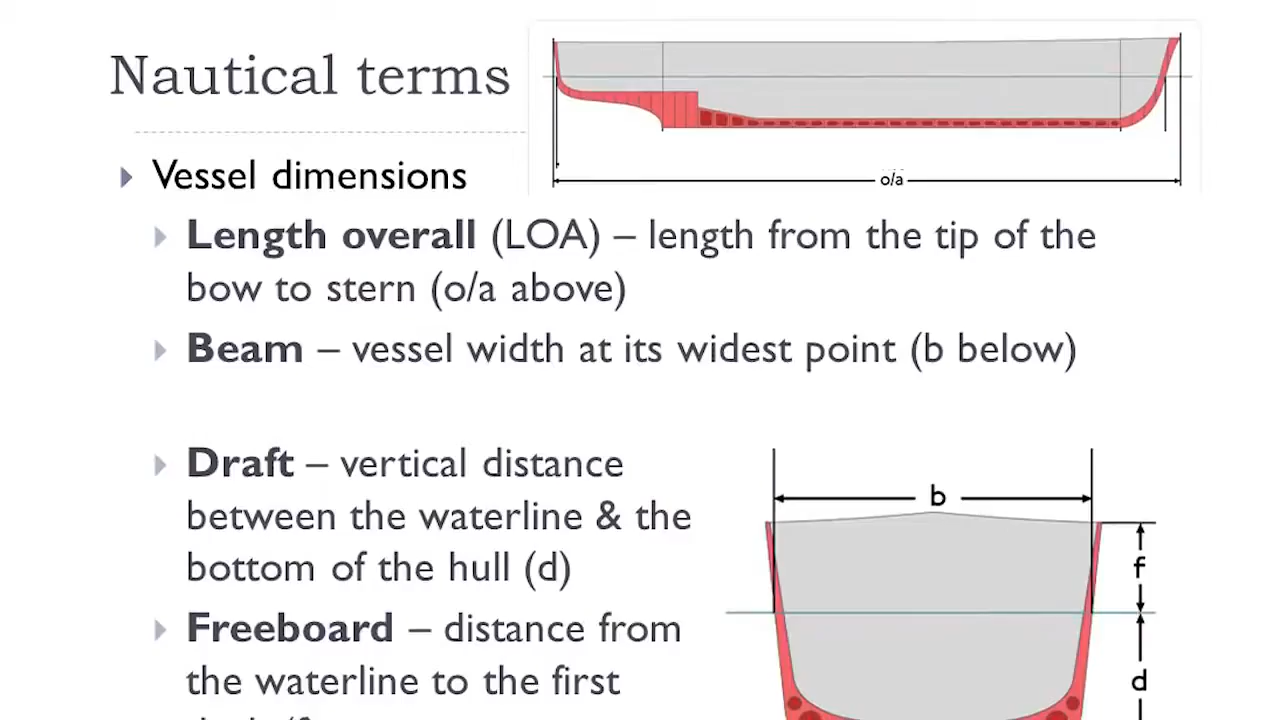 Nautical terms
Vessel dimensions
o/a
Length overall (LOA) – length from the tip of the
bow to stern (o/a above)
Beam – vessel width at its widest point (b below)
Draft – vertical distance
between the waterline & the
bottom of the hull (d)
Freeboard – distance from
the waterline to the first
b
f
d